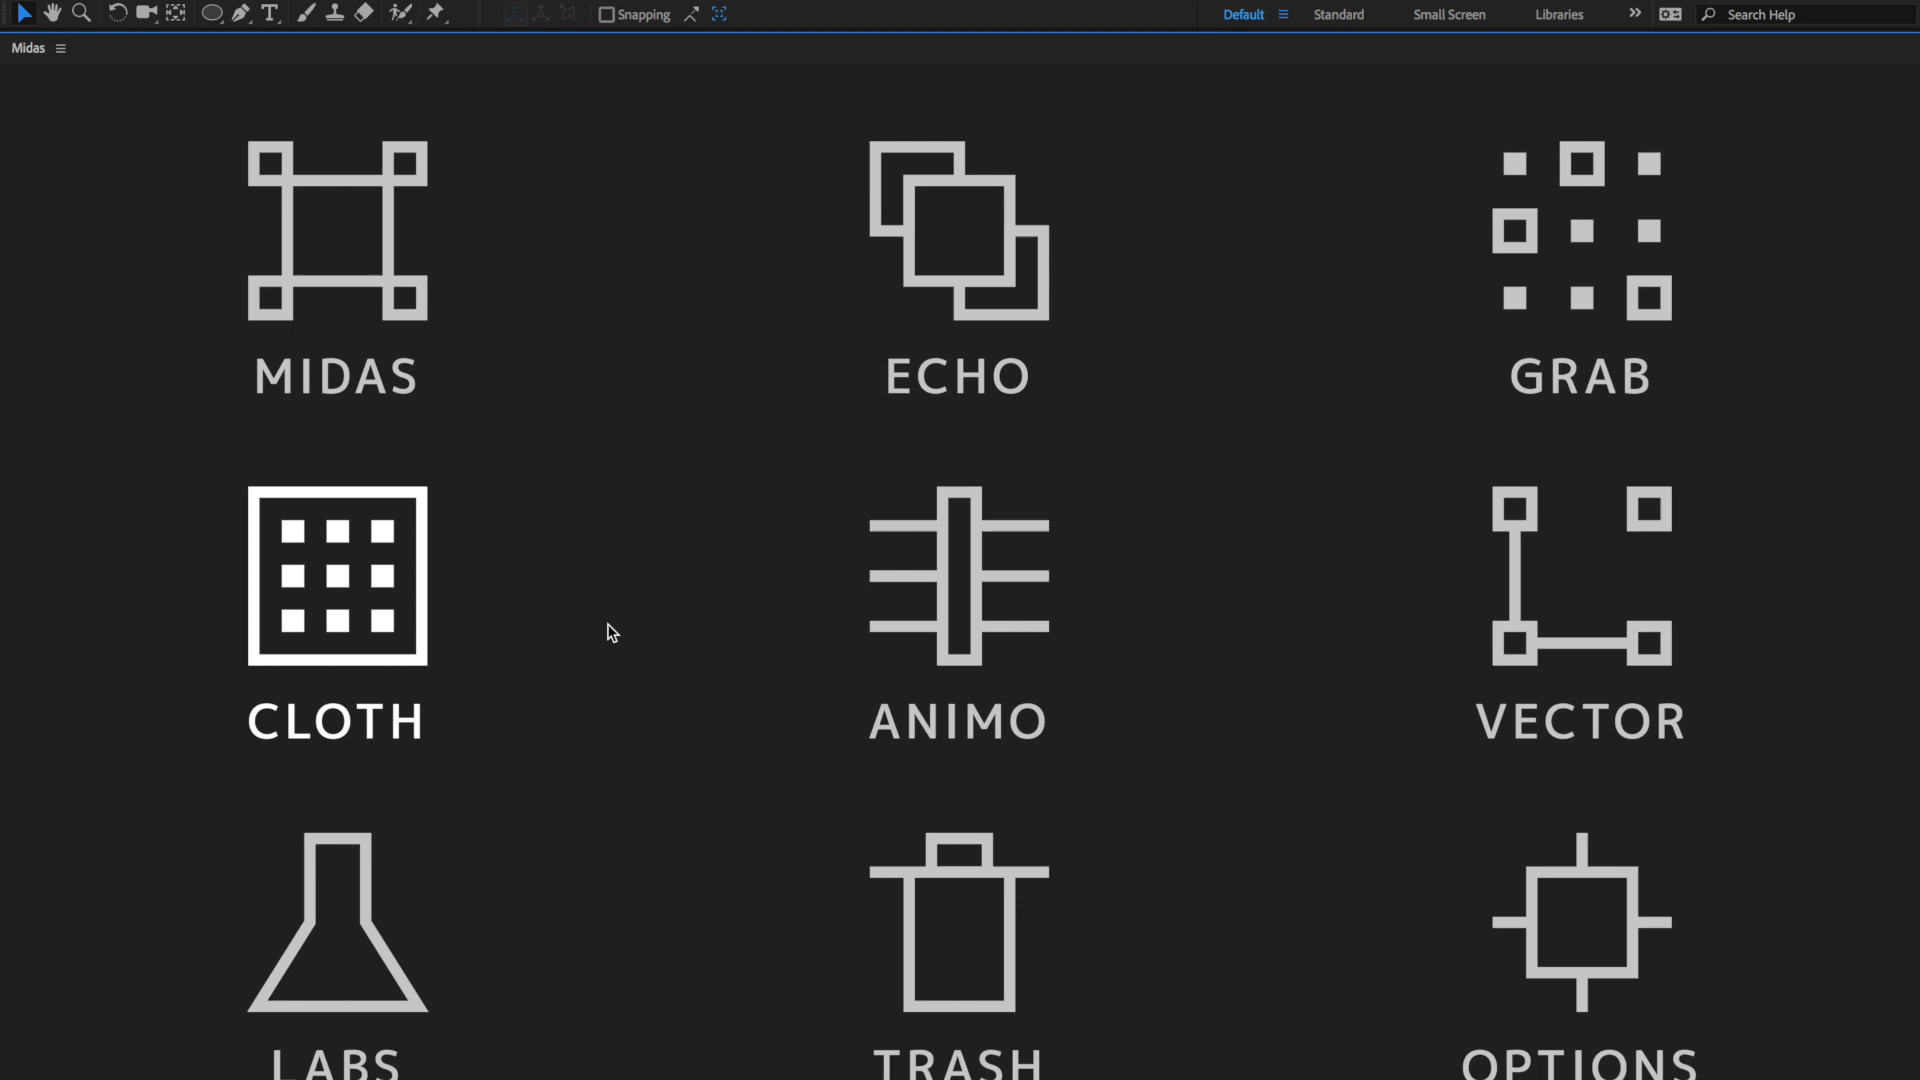 Snapping Default Standard Small Screen Libraries Search Help
Midas
MIDAS ECHO GRAB
CLOTH ANIMO VECTOR
LABS TRASH OPTIONS